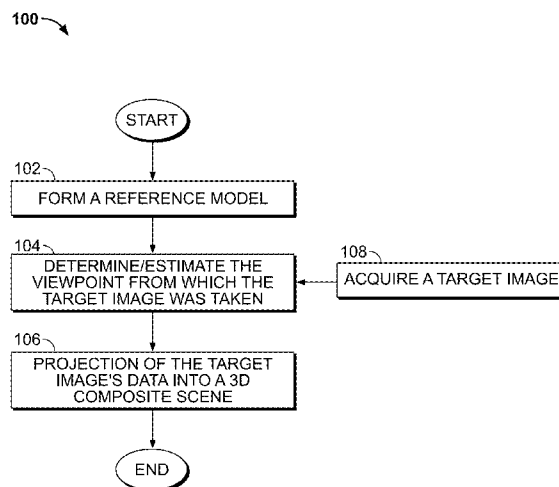 100
START
102
FORM A REFERENCE MODEL
104
DETERMINE/ESTIMATE THE
VIEWPOINT FROM WHICH THE
TARGET IMAGE WAS TAKEN
108
ACQUIRE A TARGET IMAGE
106
PROJECTION OF THE TARGET
IMAGE'S DATA INTO A 3D
COMPOSITE SCENE
END